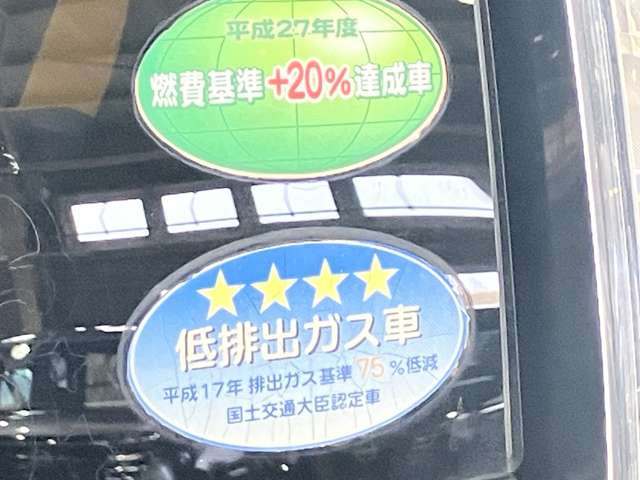 平成27年度
燃費基準+20%達成車
低排出ガス車
平成17年 排出ガス基準75%低減
国土交通大臣認定車